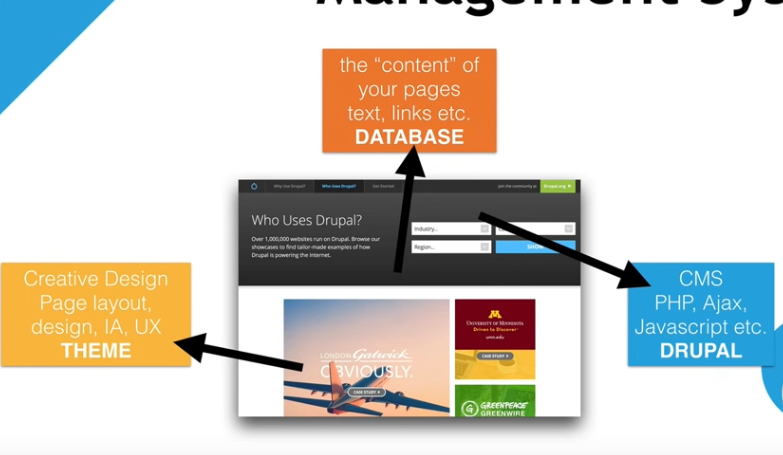 Management Sys
the “content” of
your pages
text, links etc.
DATABASE
Why Use Drupal?
Who Uses Drupal?
Get Started
Join the community at
Drupal.org
Who Uses Drupal?
Over 1,000,000 websites run on Drupal. Browse our
showcases to find tailor-made examples of how
Drupal is powering the Internet.
Industry...
Region...
SHOW
Creative Design
Page layout,
design, IA, UX
THEME
CMS
PHP, Ajax,
Javascript etc.
DRUPAL
LONDON Gatwick
OBVIOUSLY.
CASE STUDY
UNIVERSITY OF MINNESOTA
Driven to Discover
umn.edu
CASE STUDY
GREENPEACE
GREENWIRE